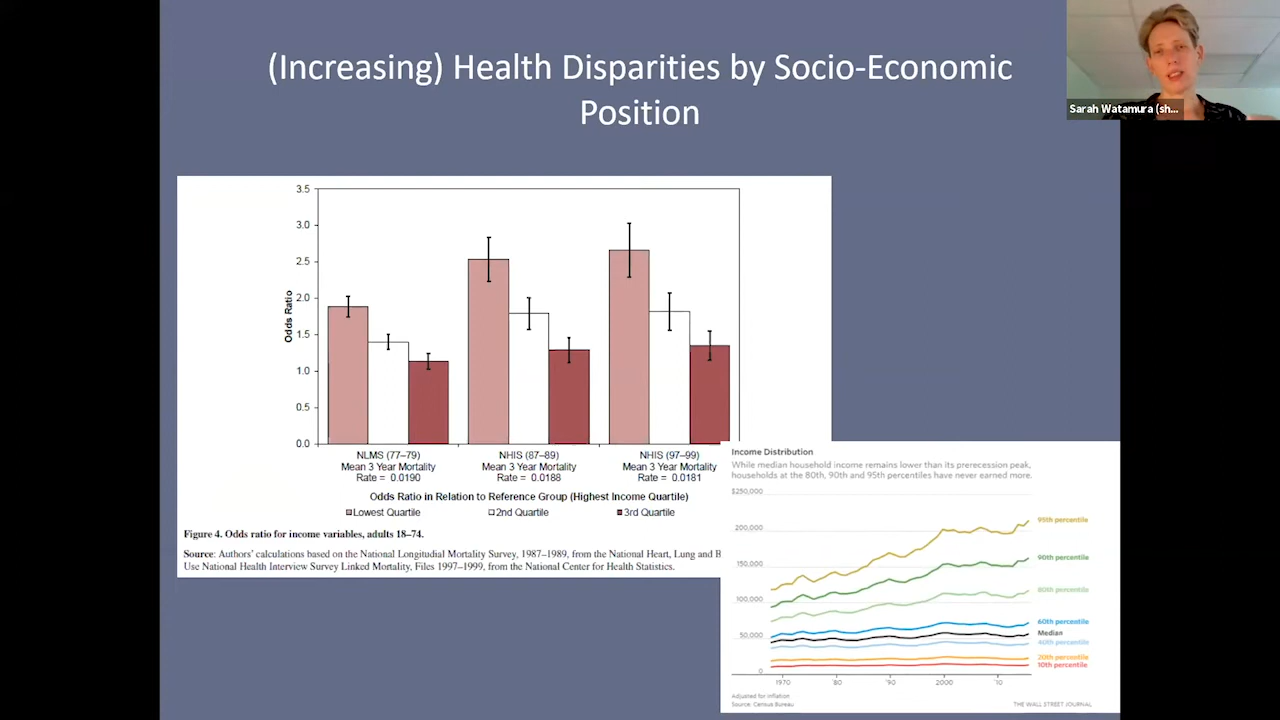 (Increasing) Health Disparities by Socio-Economic
Position
Sarah Watamura (sh...
3.5
3.0
2.5
2.0
1.5
1.0
0.5
0.0
Odds Ratio
NLMS (77–79)
Mean 3 Year Mortality
Rate = 0.0190
NHIS (87–89)
Mean 3 Year Mortality
Rate = 0.0188
NHIS (97–99)
Mean 3 Year Mortality
Rate = 0.0181
Odds Ratio in Relation to Reference Group (Highest Income Quartile)
Lowest Quartile
2nd Quartile
3rd Quartile
Figure 4. Odds ratio for income variables, adults 18–74.
Source: Authors' calculations based on the National Longitudial Mortality Survey, 1987–1989, from the National Heart, Lung and B
Use National Health Interview Survey Linked Mortality, Files 1997–1999, from the National Center for Health Statistics.
Income Distribution
While median household income remains lower than its prerecession peak,
households at the 80th, 90th and 95th percentiles have never earned more.
$250,000
200,000
150,000
100,000
50,000
0
1970
'80
'90
2000
'10
95th percentile
90th percentile
80th percentile
60th percentile
Median
40th percentile
20th percentile
10th percentile
Adjusted for inflation
Source: Census Bureau
THE WALL STREET JOURNAL